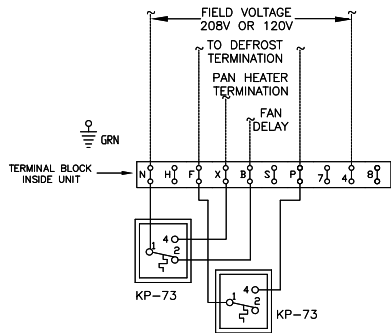 FIELD VOLTAGE
208V OR 120V
TO DEFROST
TERMINATION
PAN HEATER
TERMINATION
FAN
DELAY
GRN
TERMINAL BLOCK
INSIDE UNIT
N H F X B S P 7 4 8
4
1 2
KP-73
4
1 2
KP-73